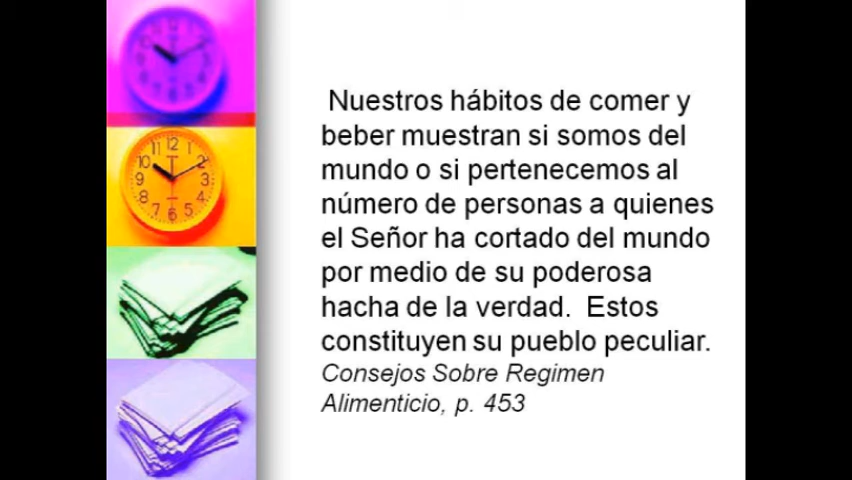 Nuestros hábitos de comer y
beber muestran si somos del
mundo o si pertenecemos al
número de personas a quienes
el Señor ha cortado del mundo
por medio de su poderosa
hacha de la verdad.  Estos
constituyen su pueblo peculiar.
Consejos Sobre Regimen
Alimenticio, p. 453